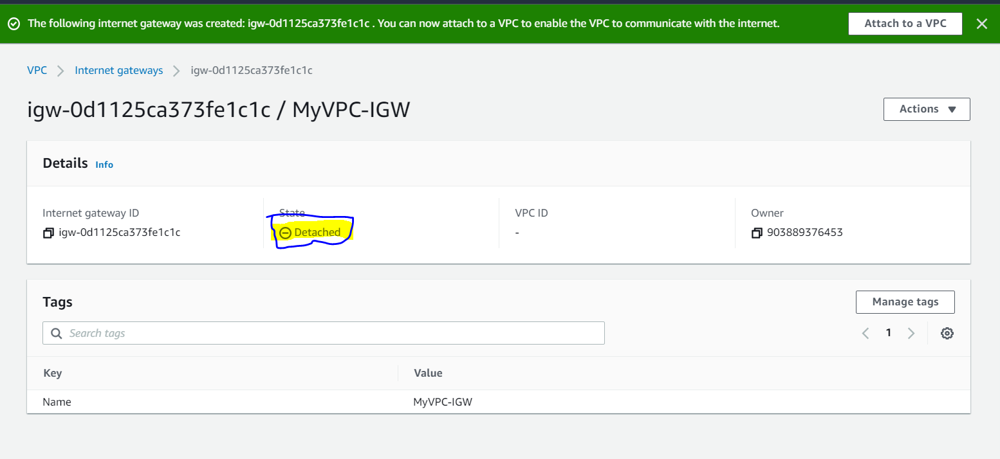 The following internet gateway was created: igw-0d1125ca373fe1c1c . You can now attach to a VPC to enable the VPC to communicate with the internet. Attach to a VPC
VPC Internet gateways igw-0d1125ca373fe1c1c
igw-0d1125ca373fe1c1c / MyVPC-IGW Actions
Details Info
Internet gateway ID State VPC ID Owner
igw-0d1125ca373fe1c1c Detached - 903889376453
Tags Manage tags
Search tags 1
Key Value
Name MyVPC-IGW